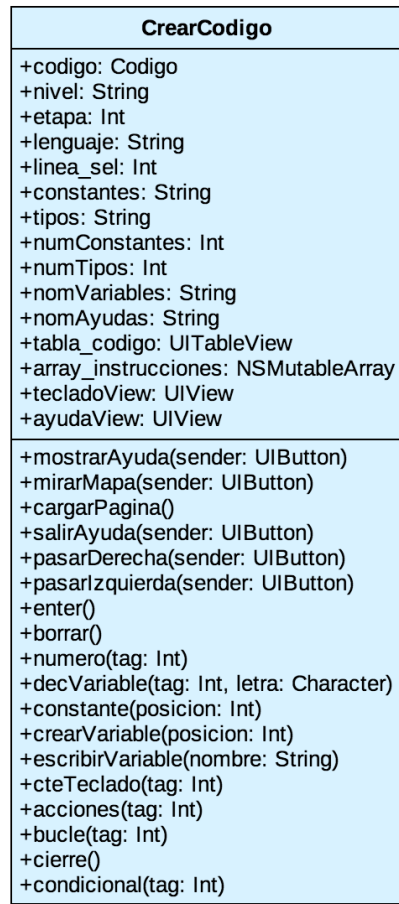 CrearCodigo
+codigo: Codigo
+nivel: String
+etapa: Int
+lenguaje: String
+linea_sel: Int
+constantes: String
+tipos: String
+numConstantes: Int
+numTipos: Int
+nomVariables: String
+nomAyudas: String
+tabla_codigo: UITableView
+array_instrucciones: NSMutableArray
+tecladoView: UIView
+ayudaView: UIView
+mostrarAyuda(sender: UIButton)
+mirarMapa(sender: UIButton)
+cargarPagina()
+salirAyuda(sender: UIButton)
+pasarDerecha(sender: UIButton)
+pasarIzquierda(sender: UIButton)
+enter()
+borrar()
+numero(tag: Int)
+decVariable(tag: Int, letra: Character)
+constante(posicion: Int)
+crearVariable(posicion: Int)
+escribirVariable(nombre: String)
+cteTeclado(tag: Int)
+acciones(tag: Int)
+bucle(tag: Int)
+cierre()
+condicional(tag: Int)